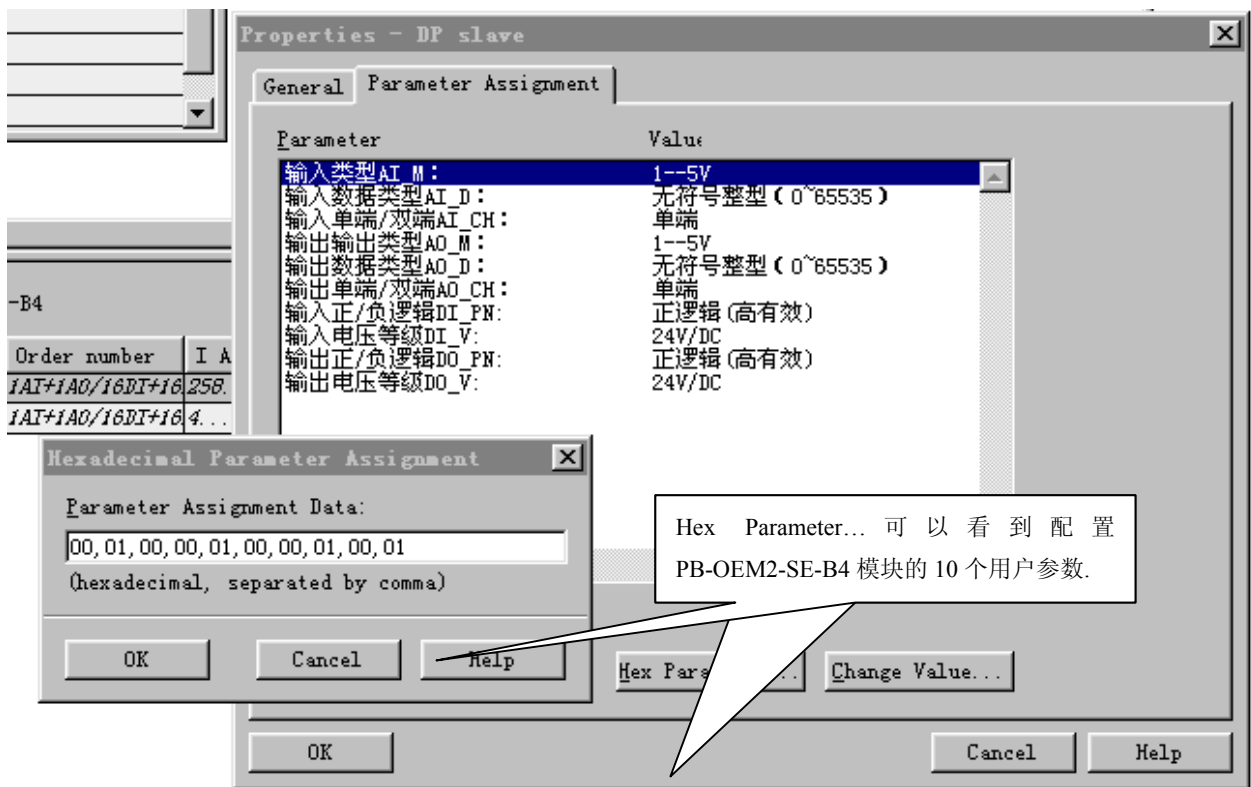 Properties - DP slave
General
Parameter Assignment
Parameter Value
输入类型AI_M： 1--5V
输入数据类型AI_D： 无符号整型（0~65535）
输入单端/双端AI_CH： 单端
输出输出类型AO_M： 1--5V
输出数据类型AO_D： 无符号整型（0~65535）
输出单端/双端AO_CH： 单端
输入正/负逻辑DI_PN: 正逻辑(高有效)
输入电压等级DI_V: 24V/DC
输出正/负逻辑DO_PN: 正逻辑(高有效)
输出电压等级DO_V: 24V/DC
-B4
Order number I A
1AI+1AO/16DI+16 258.
1AI+1AO/16DI+16 4...
Hexadecimal Parameter Assignment
Parameter Assignment Data:
00,01,00,00,01,00,00,01,00,01
(hexadecimal, separated by comma)
OK Cancel Help
Hex Parameter… 可以看到配置
PB-OEM2-SE-B4 模块的 10 个用户参数.
Hex Para
Change Value...
OK Cancel Help